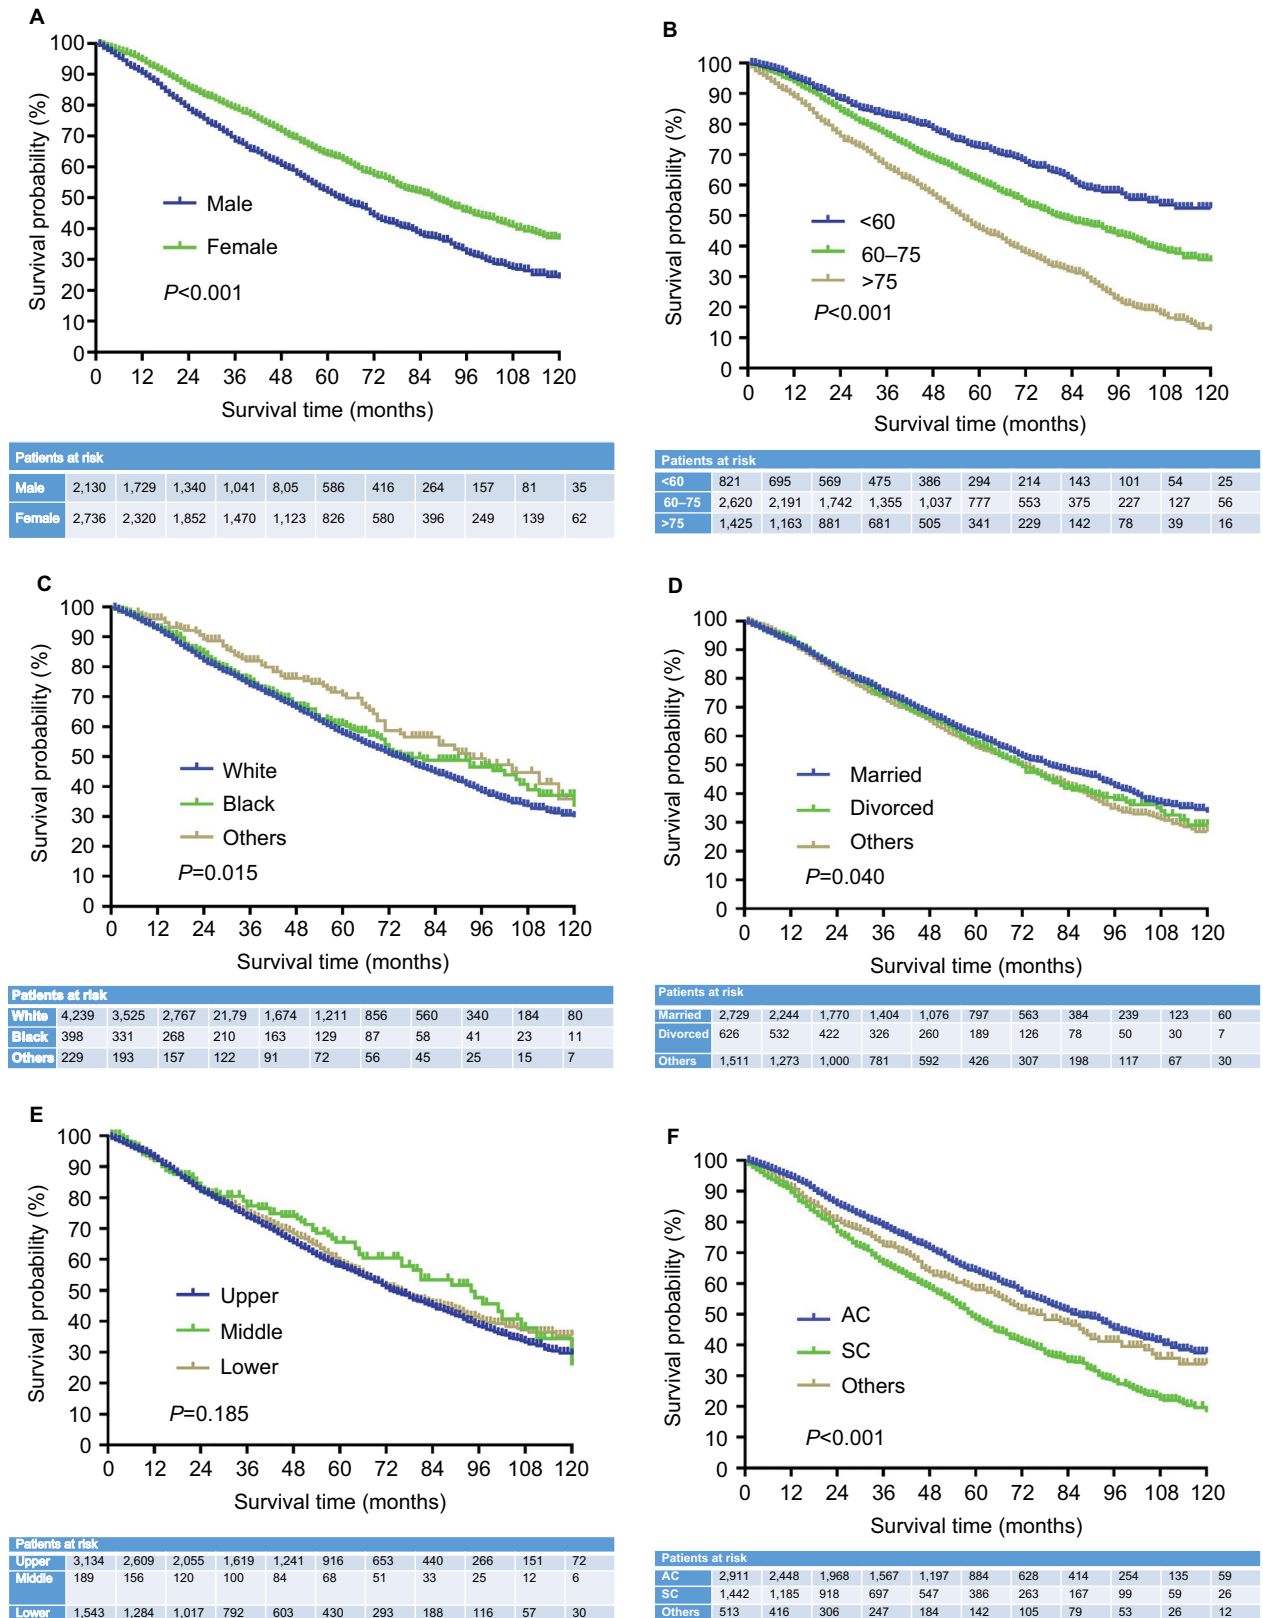 A
Survival probability (%)
100
90
80
70
60
50
40
30
20
10
0
Male
Female
P<0.001
0 12 24 36 48 60 72 84 96 108 120
Survival time (months)
Patients at risk
Male 2,130 1,729 1,340 1,041 8,05 586 416 264 157 81 35
Female 2,736 2,320 1,852 1,470 1,123 826 580 396 249 139 62
B
Survival probability (%)
100
90
80
70
60
50
40
30
20
10
0
<60
60–75
>75
P<0.001
0 12 24 36 48 60 72 84 96 108 120
Survival time (months)
Patients at risk
<60 821 695 569 475 386 294 214 143 101 54 25
60–75 2,620 2,191 1,742 1,355 1,037 777 553 375 227 127 56
>75 1,425 1,163 881 681 505 341 229 142 78 39 16
C
Survival probability (%)
100
90
80
70
60
50
40
30
20
10
0
White
Black
Others
P=0.015
0 12 24 36 48 60 72 84 96 108 120
Survival time (months)
Patients at risk
White 4,239 3,525 2,767 21,79 1,674 1,211 856 560 340 184 80
Black 398 331 268 210 163 129 87 58 41 23 11
Others 229 193 157 122 91 72 56 45 25 15 7
D
Survival probability (%)
100
90
80
70
60
50
40
30
20
10
0
Married
Divorced
Others
P=0.040
0 12 24 36 48 60 72 84 96 108 120
Survival time (months)
Patients at risk
Married 2,729 2,244 1,770 1,404 1,076 797 563 384 239 123 60
Divorced 626 532 422 326 260 189 126 78 50 30 7
Others 1,511 1,273 1,000 781 592 426 307 198 117 67 30
E
Survival probability (%)
100
90
80
70
60
50
40
30
20
10
0
Upper
Middle
Lower
P=0.185
0 12 24 36 48 60 72 84 96 108 120
Survival time (months)
Patients at risk
Upper 3,134 2,609 2,055 1,619 1,241 916 653 440 266 151 72
Middle 189 156 120 100 84 68 51 33 25 12 6
Lower 1,543 1,284 1,017 792 603 430 293 188 116 57 30
F
Survival probability (%)
100
90
80
70
60
50
40
30
20
10
0
AC
SC
Others
P<0.001
0 12 24 36 48 60 72 84 96 108 120
Survival time (months)
Patients at risk
AC 2,911 2,448 1,968 1,567 1,197 884 628 414 254 135 59
SC 1,442 1,185 918 697 547 386 263 167 99 59 26
Others 513 416 306 247 184 142 105 79 53 26 12